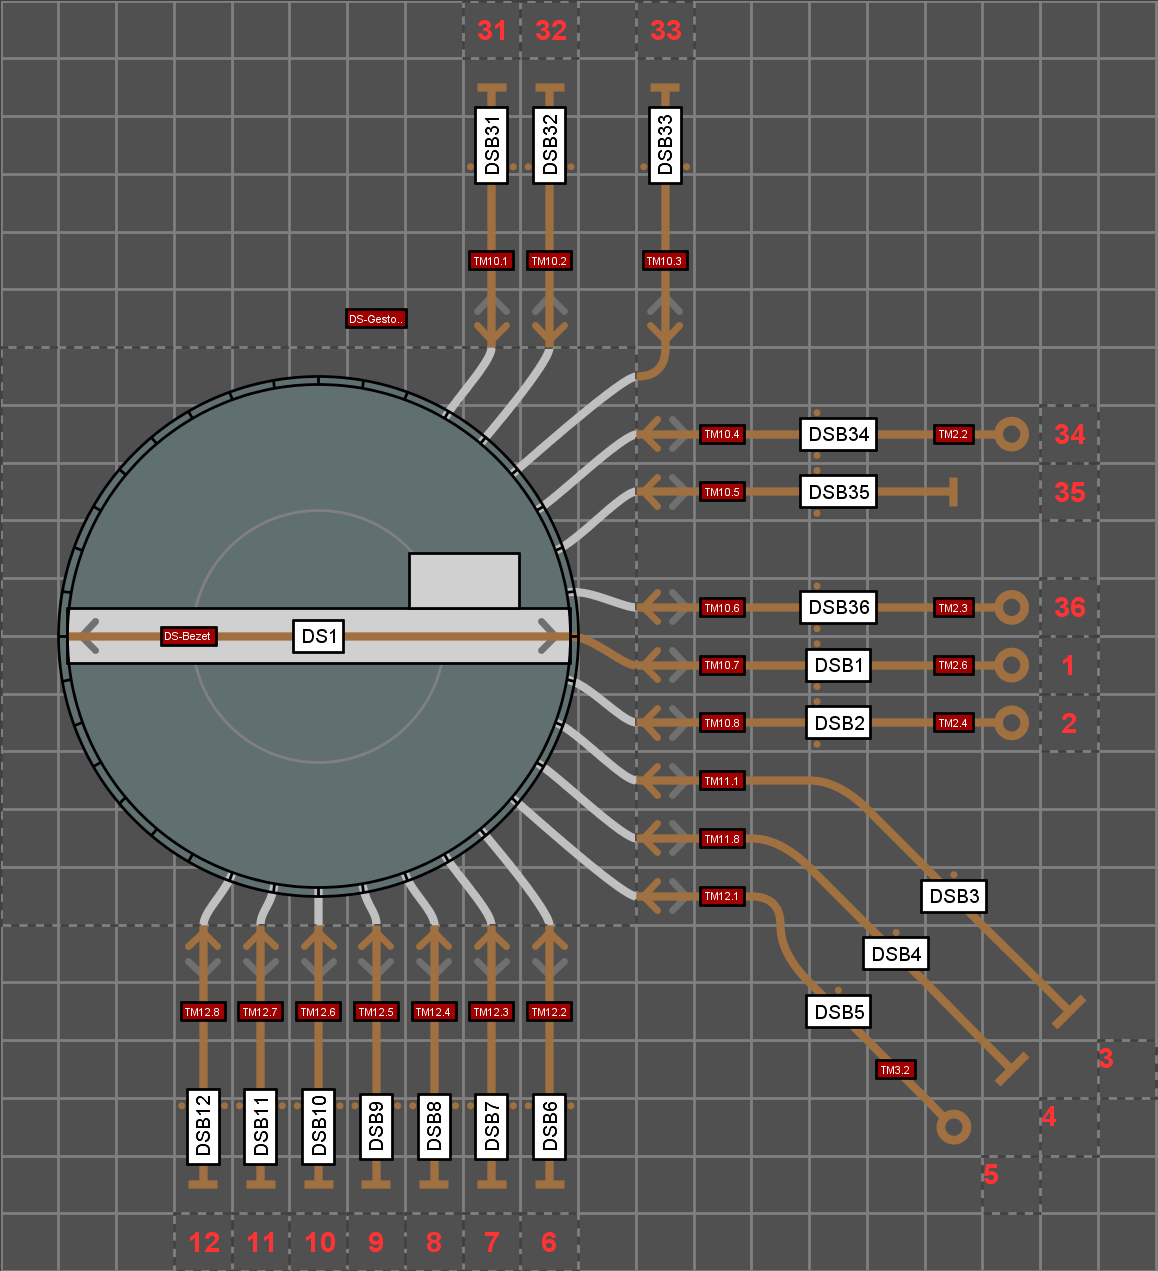 31 32 33
DSB31 DSB32 DSB33
TM10.1 TM10.2 TM10.3
DS-Gesto..
TM10.4 DSB34 TM2.2 34
TM10.5 DSB35 35
TM10.6 DSB36 TM2.3 36
DS-Bezet DS1
TM10.7 DSB1 TM2.6 1
TM10.8 DSB2 TM2.4 2
TM11.1
TM11.8
TM12.1 DSB3
DSB4
TM12.8 TM12.7 TM12.6 TM12.5 TM12.4 TM12.3 TM12.2 DSB5
3
TM3.2
4
DSB12 DSB11 DSB10 DSB9 DSB8 DSB7 DSB6
5
12 11 10 9 8 7 6